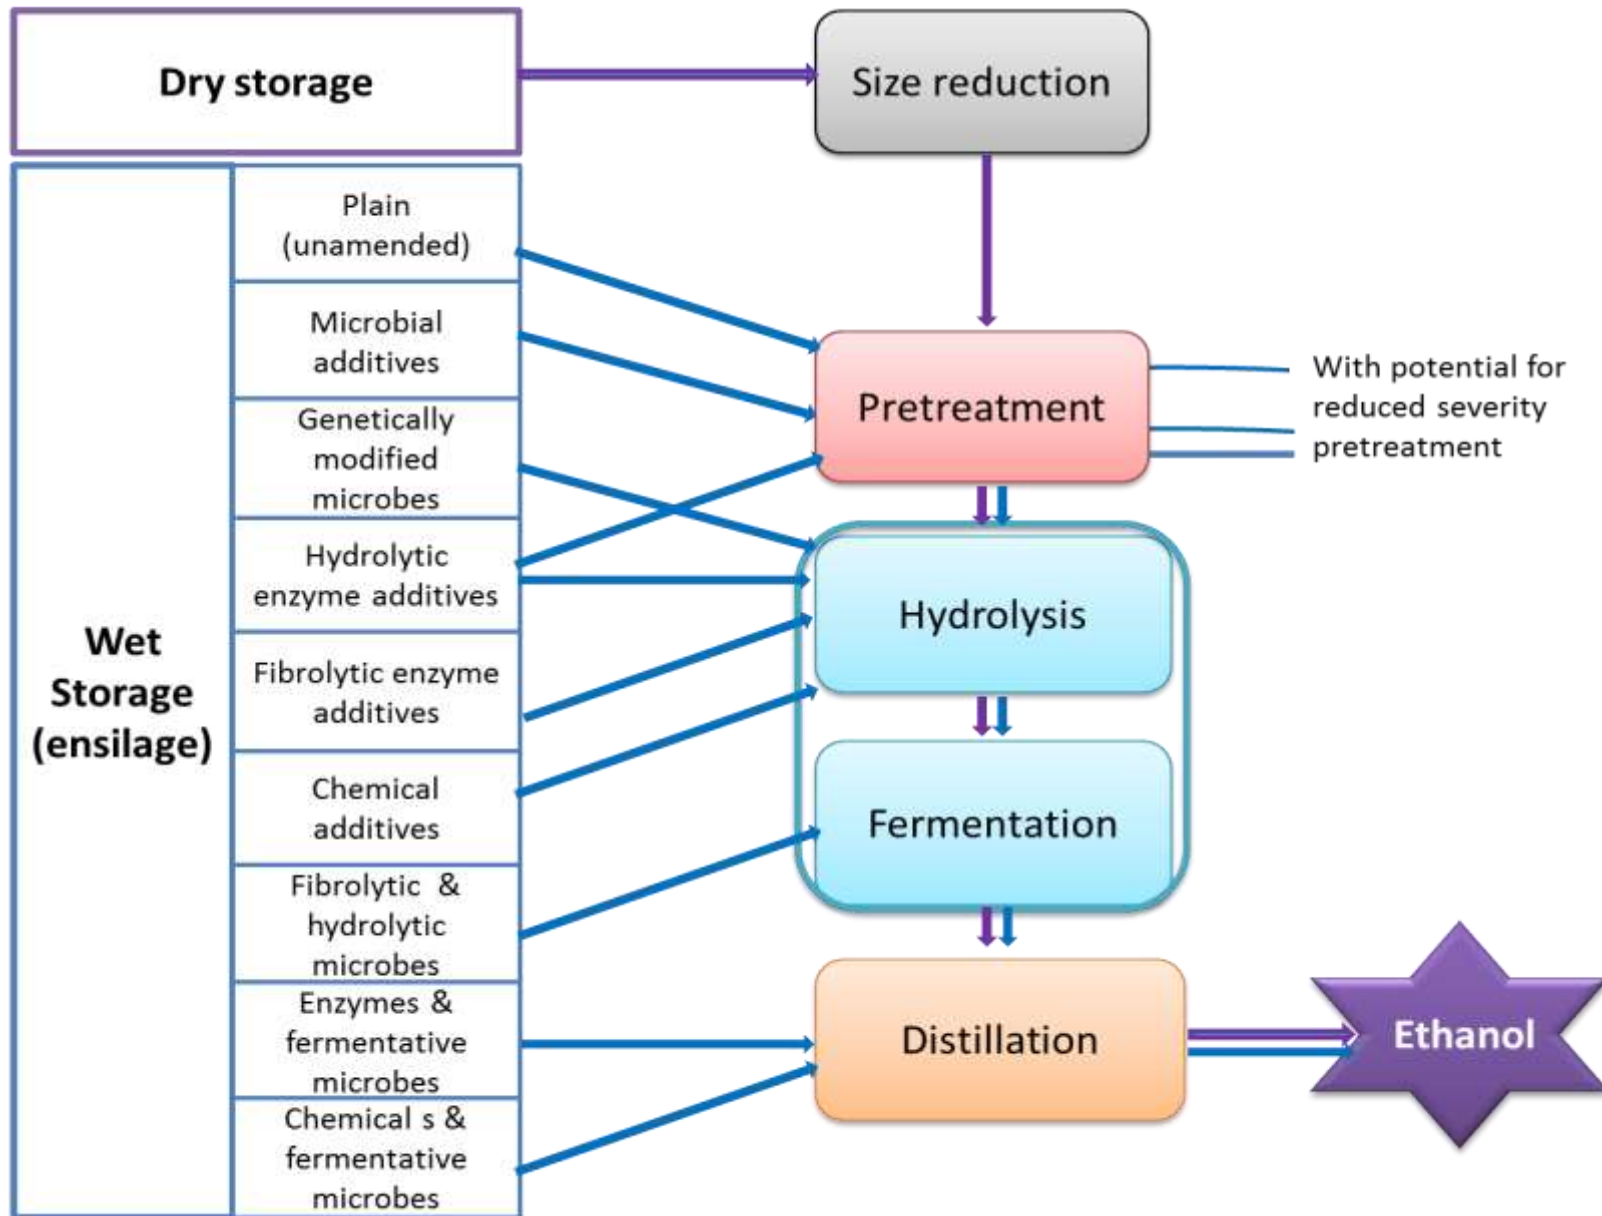 Dry storage
Size reduction
Wet
Storage
(ensilage)
Plain
(unamended)
Microbial
additives
Genetically
modified
microbes
Hydrolytic
enzyme additives
Fibrolytic enzyme
additives
Chemical
additives
Fibrolytic & 
hydrolytic
microbes
Enzymes &
fermentative
microbes
Chemical s &
fermentative
microbes
Pretreatment
With potential for
reduced severity
pretreatment
Hydrolysis
Fermentation
Distillation
Ethanol